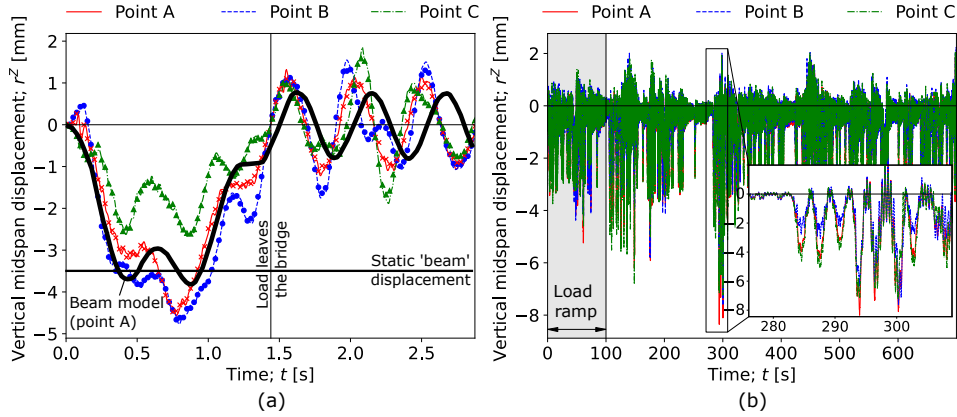 Point A Point B Point C
Vertical midspan displacement; r^Z [mm]
2
1
0
−1
−2
−3
−4
−5
Beam model
(point A)
Load leaves
the bridge
Static 'beam'
displacement
0.0 0.5 1.0 1.5 2.0 2.5
Time; t [s]
(a)
Point A Point B Point C
Vertical midspan displacement; r^Z [mm]
2
0
−2
−4
−6
−8
Load
ramp
0
−2
−4
−6
−8
280 290 300
0 100 200 300 400 500 600
Time; t [s]
(b)